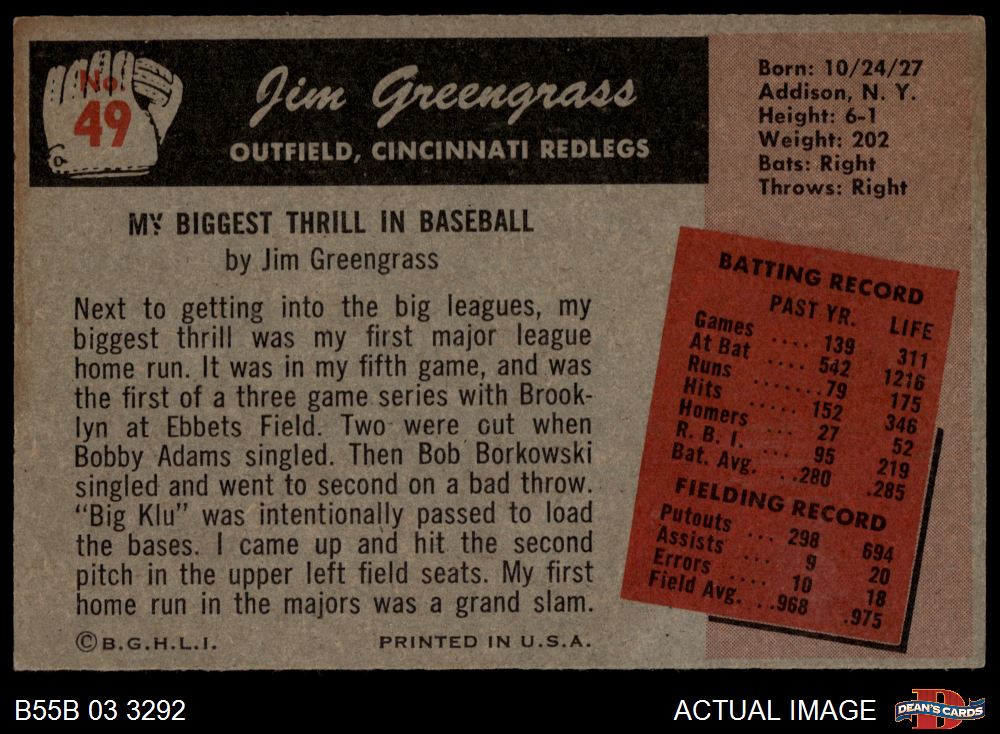 No.
49
Jim Greengrass
OUTFIELD, CINCINNATI REDLEGS
Born: 10/24/27
Addison, N. Y.
Height: 6-1
Weight: 202
Bats: Right
Throws: Right
MY BIGGEST THRILL IN BASEBALL
by Jim Greengrass
Next to getting into the big leagues, my
biggest thrill was my first major league
home run. It was in my fifth game, and was
the first of a three game series with Brook-
lyn at Ebbets Field. Two were out when
Bobby Adams singled. Then Bob Borkowski
singled and went to second on a bad throw.
"Big Klu" was intentionally passed to load
the bases. I came up and hit the second
pitch in the upper left field seats. My first
home run in the majors was a grand slam.
©B.G.H.L.I. PRINTED IN U.S.A.
BATTING RECORD
PAST YR. LIFE
Games .... 139 311
At Bat .... 542 1216
Runs .......79 175
Hits ..... 152 346
Homers ... 27 52
R. B. I. ... 95 219
Bat. Avg. ..280 .285
FIELDING RECORD
Putouts ... 298 694
Assists ... 9 20
Errors .... 10 18
Field Avg. ..968 .975
B55B 03 3292 ACTUAL IMAGE DEAN'S CARDS